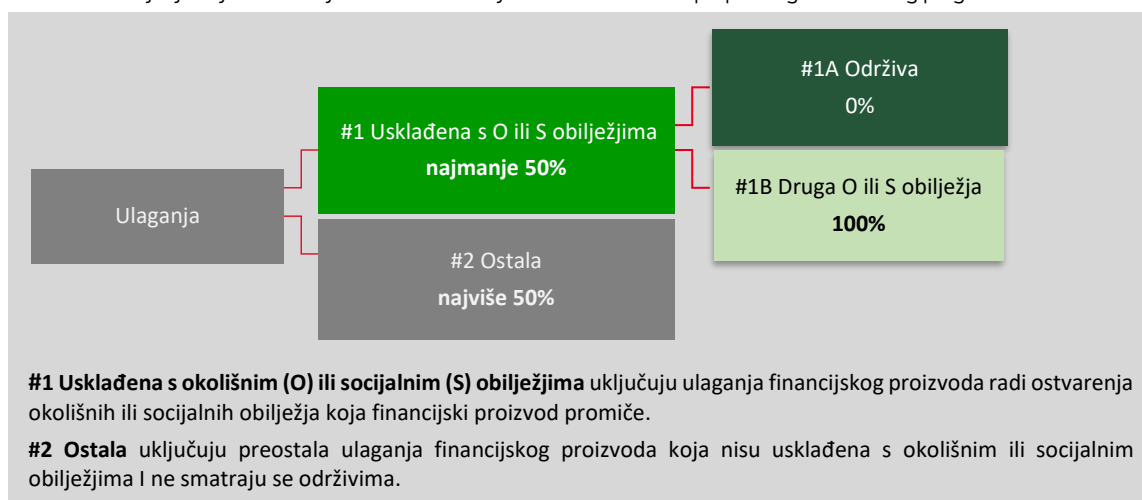 #1A Održiva
0%
#1 Usklađena s O ili S obilježjima
najmanje 50%
#1B Druga O ili S obilježja
100%
Ulaganja
#2 Ostala
najviše 50%
#1 Usklađena s okolišnim (O) ili socijalnim (S) obilježjima uključuju ulaganja financijskog proizvoda radi ostvarenja
okolišnih ili socijalnih obilježja koja financijski proizvod promiče.
#2 Ostala uključuju preostala ulaganja financijskog proizvoda koja nisu usklađena s okolišnim ili socijalnim
obilježjima I ne smatraju se održivima.